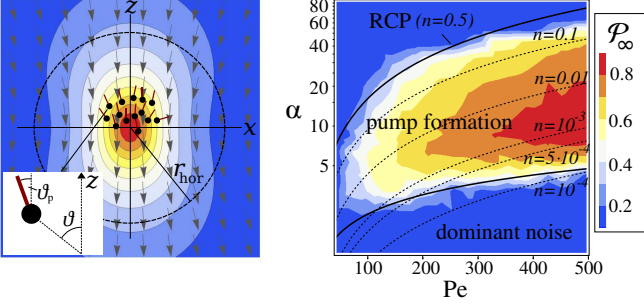 z
x
r_hor
z
ϑ_p
ϑ
α
80
60
40
20
10
5
RCP (n=0.5)
n=0.1
n=0.01
pump formation
n=10⁻³
n=5·10⁻⁴
n=10⁻⁴
dominant noise
100 200 300 400 500
Pe
𝒫_∞
0.8
0.6
0.4
0.2